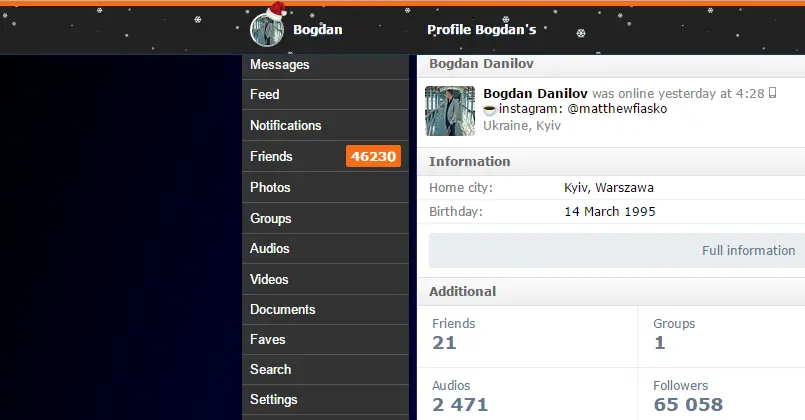 Bogdan
Profile Bogdan's
Messages
Feed
Notifications
Friends 46230
Photos
Groups
Audios
Videos
Documents
Faves
Search
Settings
Bogdan Danilov
Bogdan Danilov was online yesterday at 4:28
instagram: @matthewfiasko
Ukraine, Kyiv
Information
Home city: Kyiv, Warszawa
Birthday: 14 March 1995
Full information
Additional
Friends
21
Groups
1
Audios
2 471
Followers
65 058